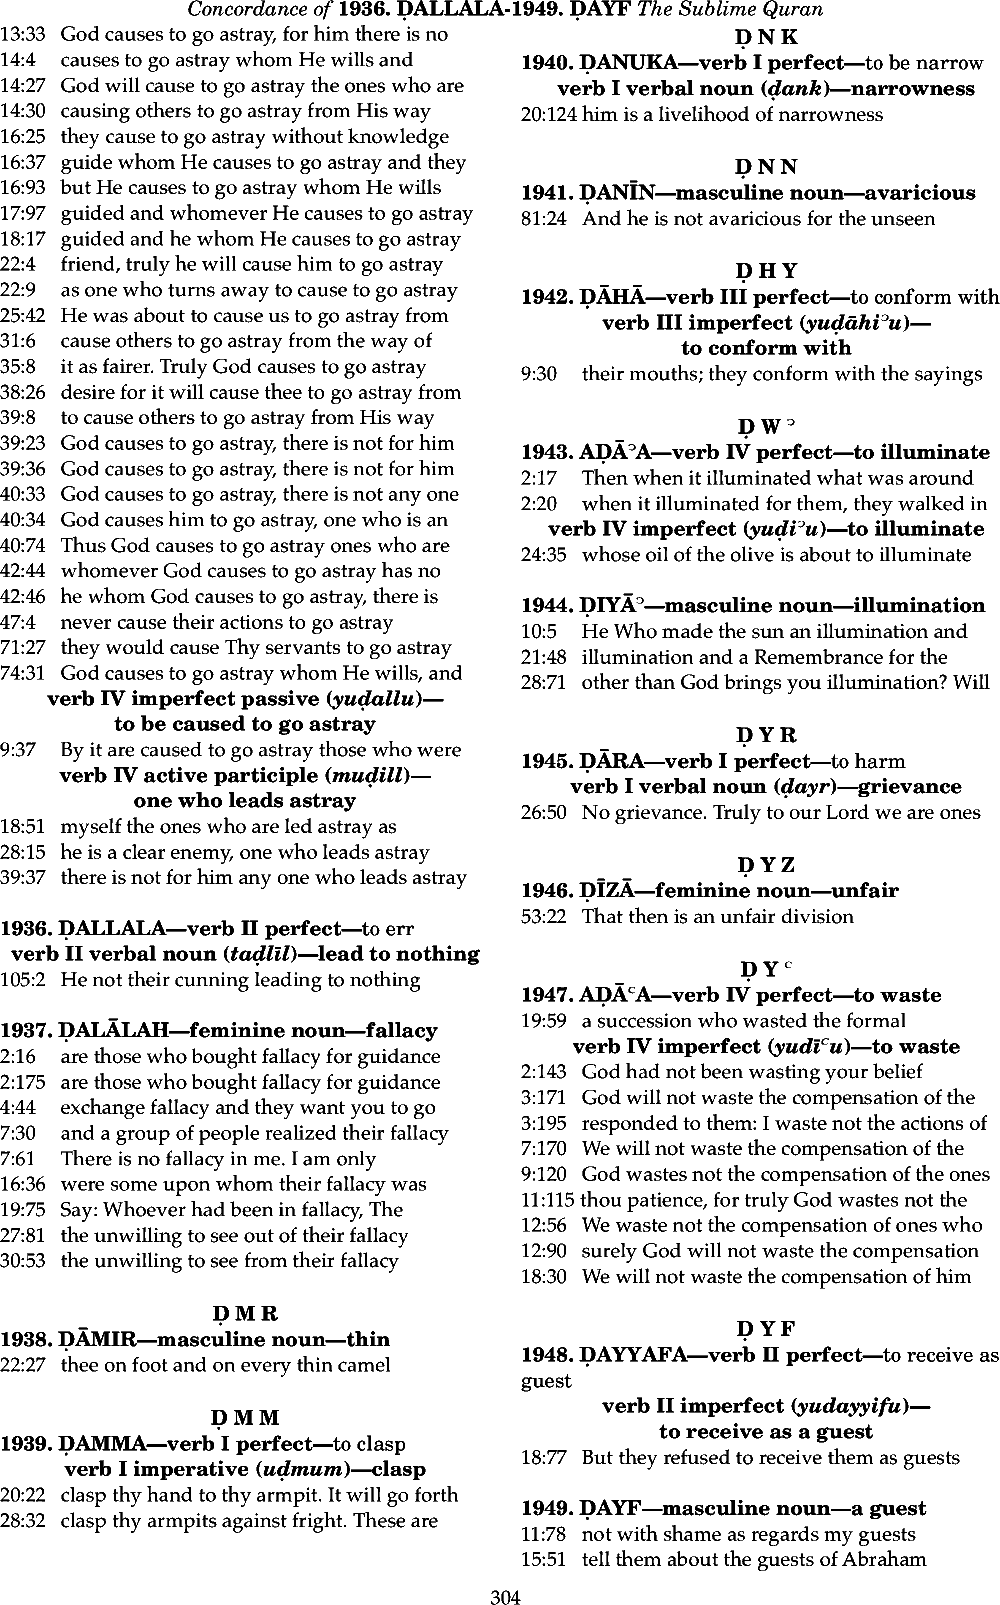 Concordance of 1936. ḌALLALA-1949. ḌAYF The Sublime Quran
13:33 God causes to go astray, for him there is no
14:4 causes to go astray whom He wills and
14:27 God will cause to go astray the ones who are
14:30 causing others to go astray from His way
16:25 they cause to go astray without knowledge
16:37 guide whom He causes to go astray and they
16:93 but He causes to go astray whom He wills
17:97 guided and whomever He causes to go astray
18:17 guided and he whom He causes to go astray
22:4 friend, truly he will cause him to go astray
22:9 as one who turns away to cause to go astray
25:42 He was about to cause us to go astray from
31:6 cause others to go astray from the way of
35:8 it as fairer. Truly God causes to go astray
38:26 desire for it will cause thee to go astray from
39:8 to cause others to go astray from His way
39:23 God causes to go astray, there is not for him
39:36 God causes to go astray, there is not for him
40:33 God causes to go astray, there is not any one
40:34 God causes him to go astray, one who is an
40:74 Thus God causes to go astray ones who are
42:44 whomever God causes to go astray has no
42:46 he whom God causes to go astray, there is
47:4 never cause their actions to go astray
71:27 they would cause Thy servants to go astray
74:31 God causes to go astray whom He wills, and
verb IV imperfect passive (yuḍallu)—
to be caused to go astray
9:37 By it are caused to go astray those who were
verb IV active participle (muḍill)—
one who leads astray
18:51 myself the ones who are led astray as
28:15 he is a clear enemy, one who leads astray
39:37 there is not for him any one who leads astray
1936. ḌALLALA—verb II perfect—to err
verb II verbal noun (taḍlīl)—lead to nothing
105:2 He not their cunning leading to nothing
1937. ḌALĀLAH—feminine noun—fallacy
2:16 are those who bought fallacy for guidance
2:175 are those who bought fallacy for guidance
4:44 exchange fallacy and they want you to go
7:30 and a group of people realized their fallacy
7:61 There is no fallacy in me. I am only
16:36 were some upon whom their fallacy was
19:75 Say: Whoever had been in fallacy, The
27:81 the unwilling to see out of their fallacy
30:53 the unwilling to see from their fallacy
Ḍ M R
1938. ḌĀMIR—masculine noun—thin
22:27 thee on foot and on every thin camel
Ḍ M M
1939. ḌAMMA—verb I perfect—to clasp
verb I imperative (uḍmum)—clasp
20:22 clasp thy hand to thy armpit. It will go forth
28:32 clasp thy armpits against fright. These are
Ḍ N K
1940. ḌANUKA—verb I perfect—to be narrow
verb I verbal noun (ḍank)—narrowness
20:124 him is a livelihood of narrowness
Ḍ N N
1941. ḌANĪN—masculine noun—avaricious
81:24 And he is not avaricious for the unseen
Ḍ H Y
1942. ḌĀHĀ—verb III perfect—to conform with
verb III imperfect (yuḍāhiʾu)—
to conform with
9:30 their mouths; they conform with the sayings
Ḍ W ʾ
1943. AḌĀʾA—verb IV perfect—to illuminate
2:17 Then when it illuminated what was around
2:20 when it illuminated for them, they walked in
verb IV imperfect (yuḍiʾu)—to illuminate
24:35 whose oil of the olive is about to illuminate
1944. ḌIYĀʾ—masculine noun—illumination
10:5 He Who made the sun an illumination and
21:48 illumination and a Remembrance for the
28:71 other than God brings you illumination? Will
Ḍ Y R
1945. ḌĀRA—verb I perfect—to harm
verb I verbal noun (ḍayr)—grievance
26:50 No grievance. Truly to our Lord we are ones
Ḍ Y Z
1946. ḌĪZĀ—feminine noun—unfair
53:22 That then is an unfair division
Ḍ Y ʿ
1947. AḌĀʿA—verb IV perfect—to waste
19:59 a succession who wasted the formal
verb IV imperfect (yudīʿu)—to waste
2:143 God had not been wasting your belief
3:171 God will not waste the compensation of the
3:195 responded to them: I waste not the actions of
7:170 We will not waste the compensation of the
9:120 God wastes not the compensation of the ones
11:115 thou patience, for truly God wastes not the
12:56 We waste not the compensation of ones who
12:90 surely God will not waste the compensation
18:30 We will not waste the compensation of him
Ḍ Y F
1948. ḌAYYAFA—verb II perfect—to receive as
guest
verb II imperfect (yudayyifu)—
to receive as a guest
18:77 But they refused to receive them as guests
1949. ḌAYF—masculine noun—a guest
11:78 not with shame as regards my guests
15:51 tell them about the guests of Abraham
304